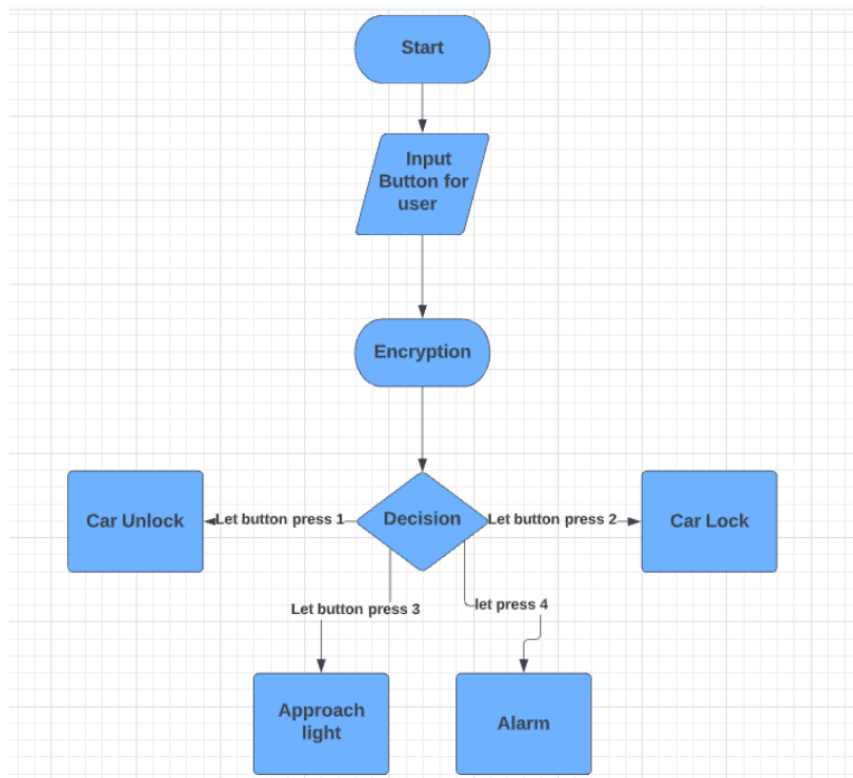 Start
Input
Button for
user
Encryption
Car Unlock
Let button press 1
Decision
Let button press 2
Car Lock
Let button press 3
let press 4
Approach
light
Alarm